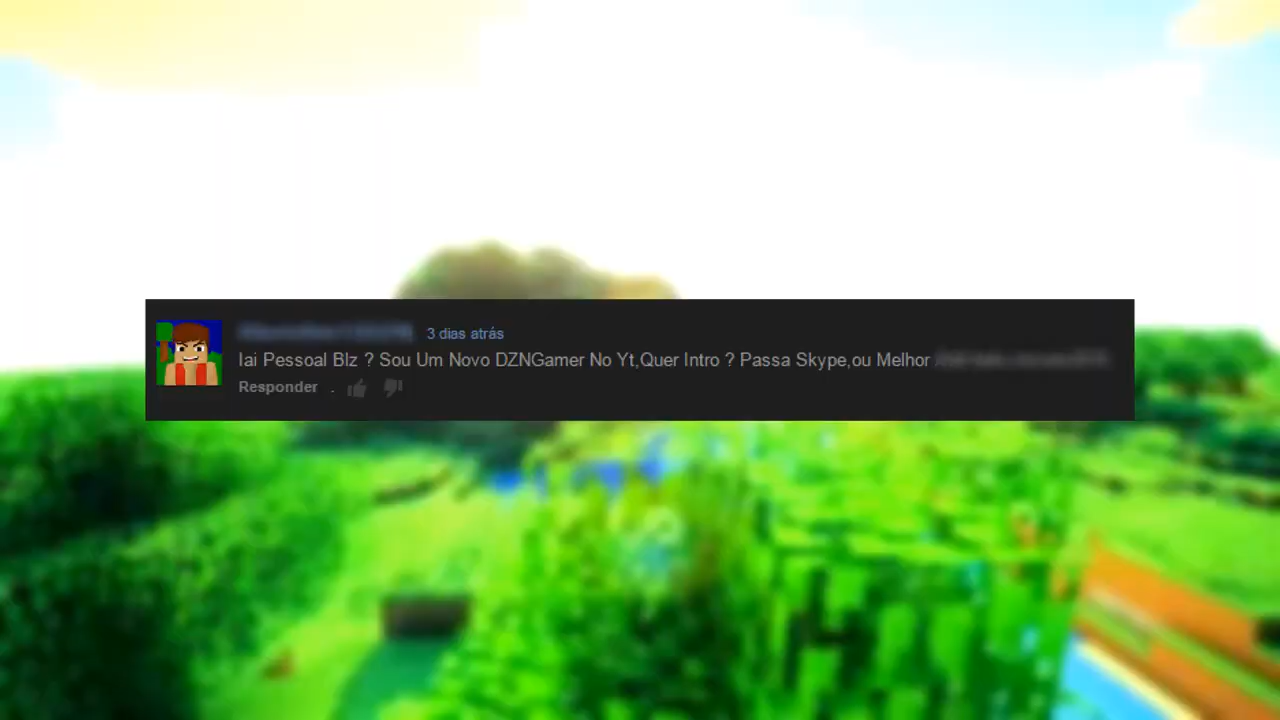 3 dias atrás
Iai Pessoal Blz ? Sou Um Novo DZNGamer No Yt,Quer Intro ? Passa Skype,ou Melhor
Responder .